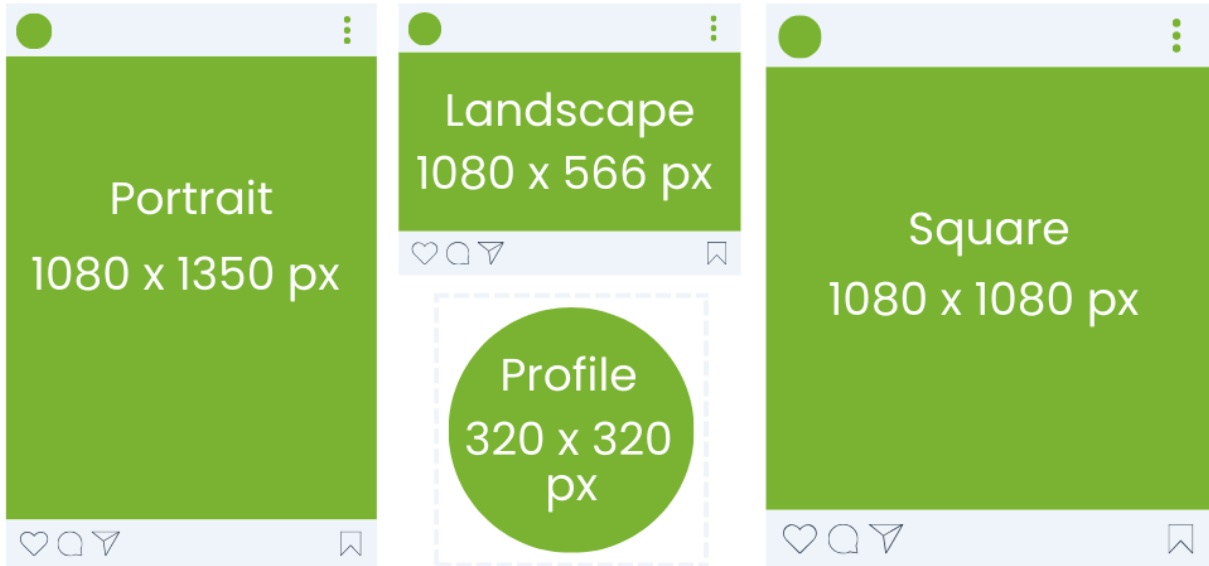 Portrait
1080 x 1350 px
Landscape
1080 x 566 px
Profile
320 x 320
px
Square
1080 x 1080 px